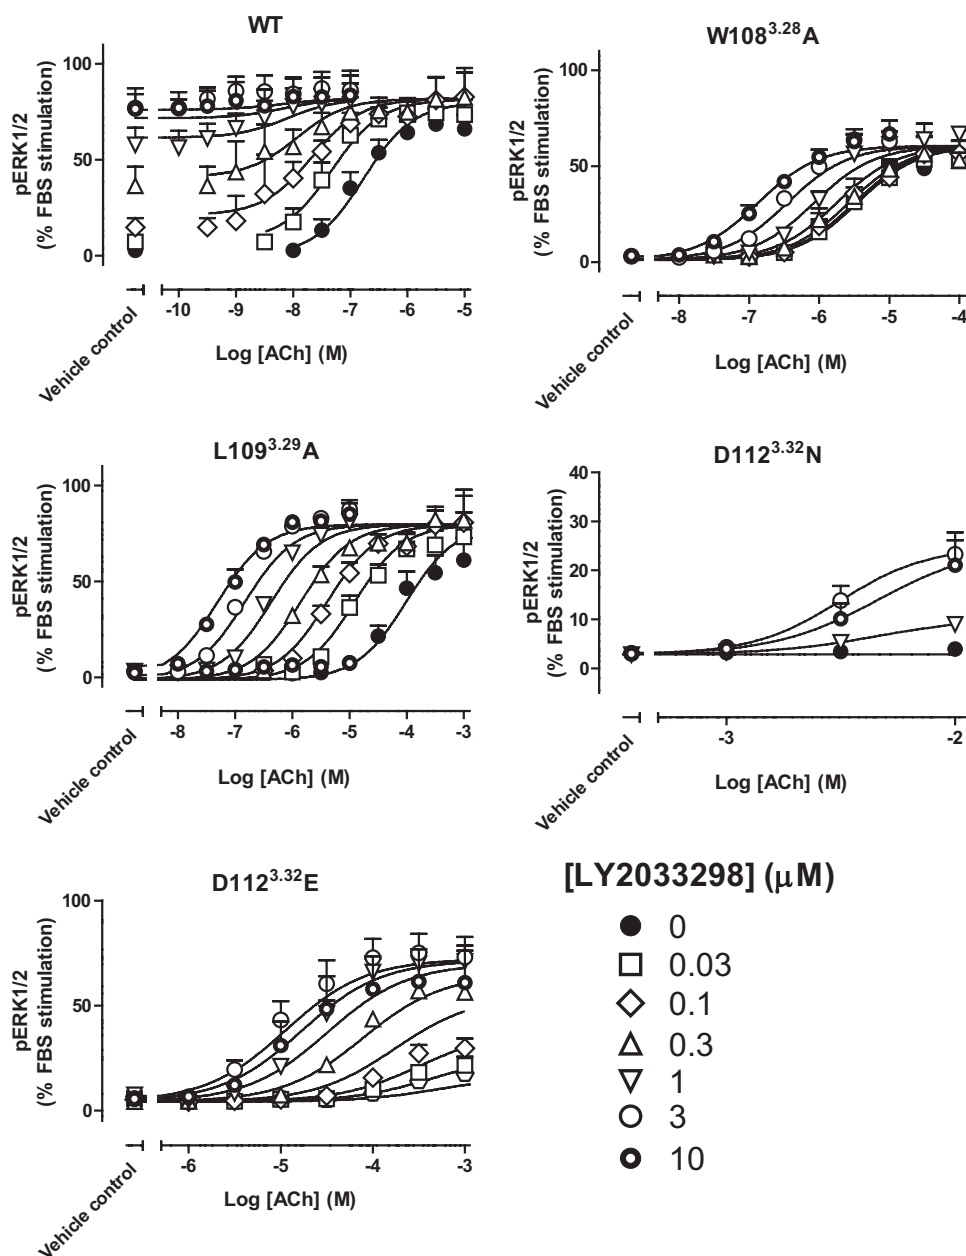 WT
100
50
0
pERK1/2
(% FBS stimulation)
-10 -9 -8 -7 -6 -5
Vehicle control
Log [ACh] (M)
W108^3.28A
100
50
0
pERK1/2
(% FBS stimulation)
-8 -7 -6 -5 -4
Vehicle control
Log [ACh] (M)
L109^3.29A
100
50
0
pERK1/2
(% FBS stimulation)
-8 -7 -6 -5 -4 -3
Vehicle control
Log [ACh] (M)
D112^3.32N
40
30
20
10
0
pERK1/2
(% FBS stimulation)
-3 -2
Vehicle control
Log [ACh] (M)
D112^3.32E
100
50
0
pERK1/2
(% FBS stimulation)
-6 -5 -4 -3
Vehicle control
Log [ACh] (M)
[LY2033298] (μM)
0
0.03
0.1
0.3
1
3
10